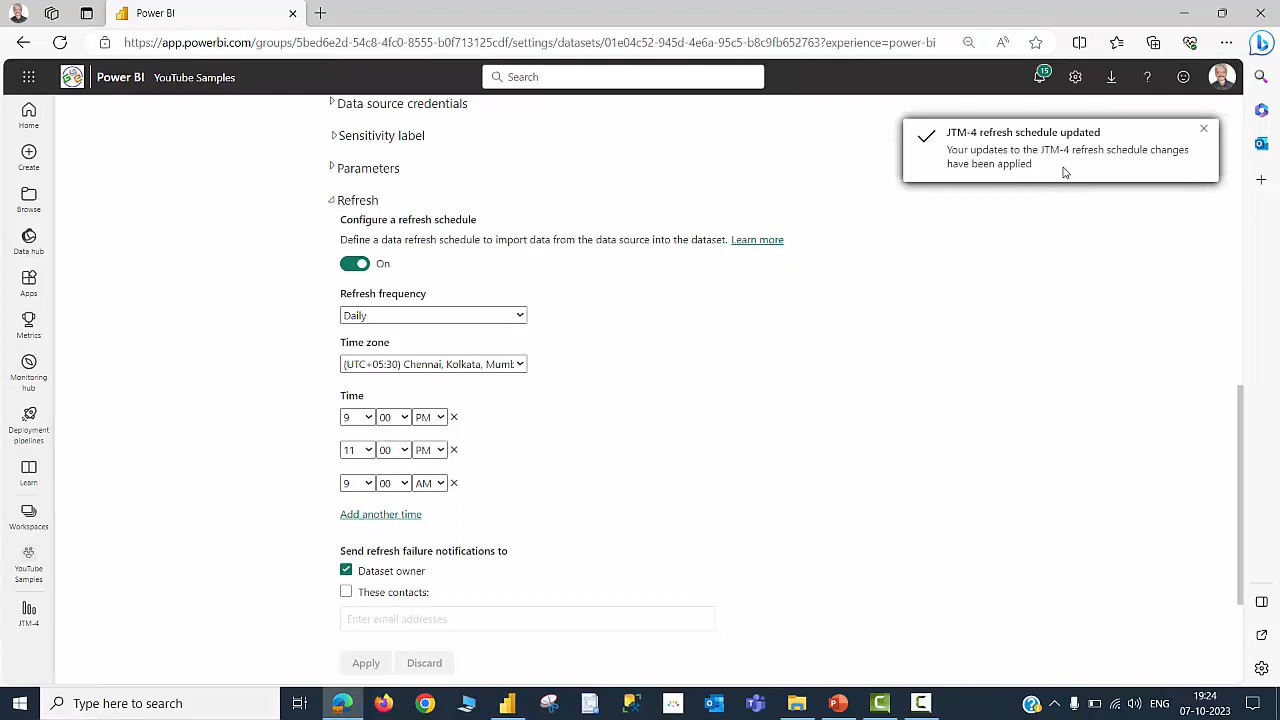 Power BI
https://app.powerbi.com/groups/5bed6e2d-54c8-4fc0-8555-b0f713125cdf/settings/datasets/01e04c52-945d-4e6a-95c5-b8c9fb652763?experience=power-bi
Power BI YouTube Samples
Search
15
Home
Create
Browse
Data hub
Apps
Metrics
Monitoring
hub
Deployment
pipelines
Learn
Workspaces
YouTube
Samples
JTM-4
Data source credentials
Sensitivity label
Parameters
Refresh
Configure a refresh schedule
Define a data refresh schedule to import data from the data source into the dataset. Learn more
On
Refresh frequency
Daily
Time zone
(UTC+05:30) Chennai, Kolkata, Mumb
Time
9 00 PM
11 00 PM
9 00 AM
Add another time
Send refresh failure notifications to
Dataset owner
These contacts:
Enter email addresses
Apply Discard
JTM-4 refresh schedule updated
Your updates to the JTM-4 refresh schedule changes
have been applied
Type here to search
ENG
19:24
07-10-2023